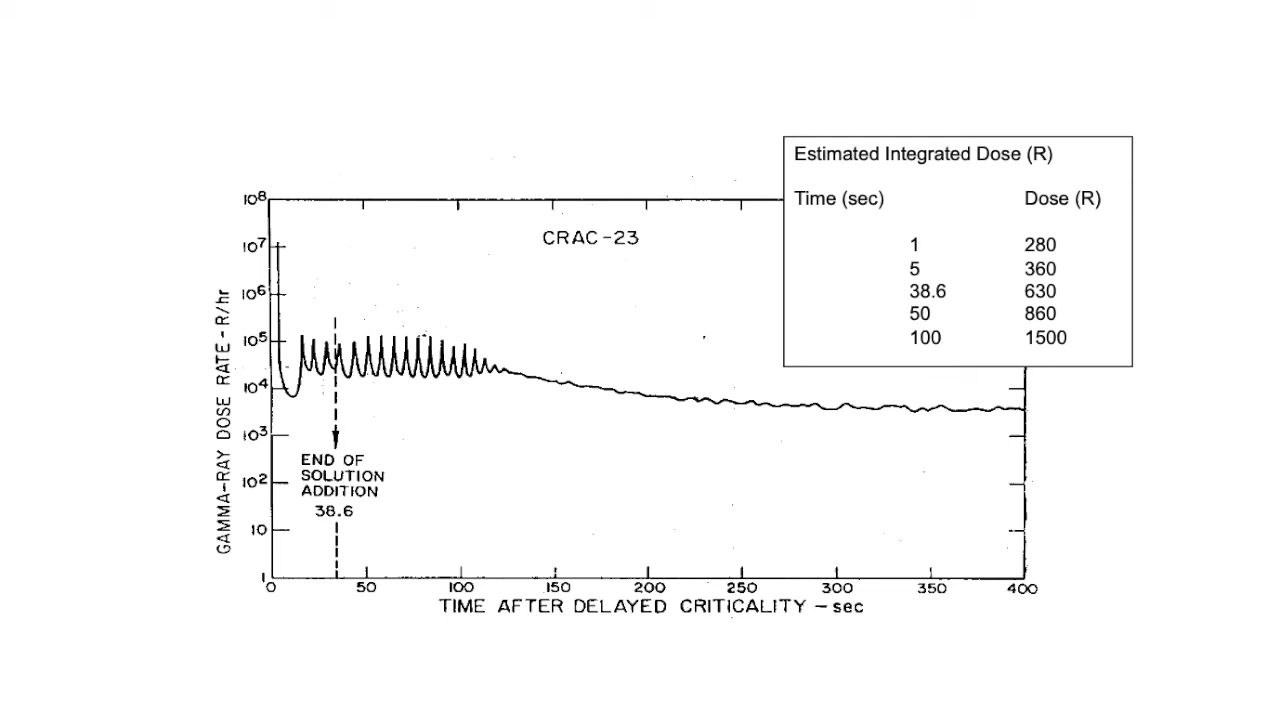 Estimated Integrated Dose (R)
Time (sec) Dose (R)
1 280
5 360
38.6 630
50 860
100 1500
CRAC-23
GAMMA-RAY DOSE RATE - R/hr
10⁸
10⁷
10⁶
10⁵
10⁴
10³
10²
10
1
END OF
SOLUTION
ADDITION
38.6
0 50 100 150 200 250 300 350 400
TIME AFTER DELAYED CRITICALITY - sec